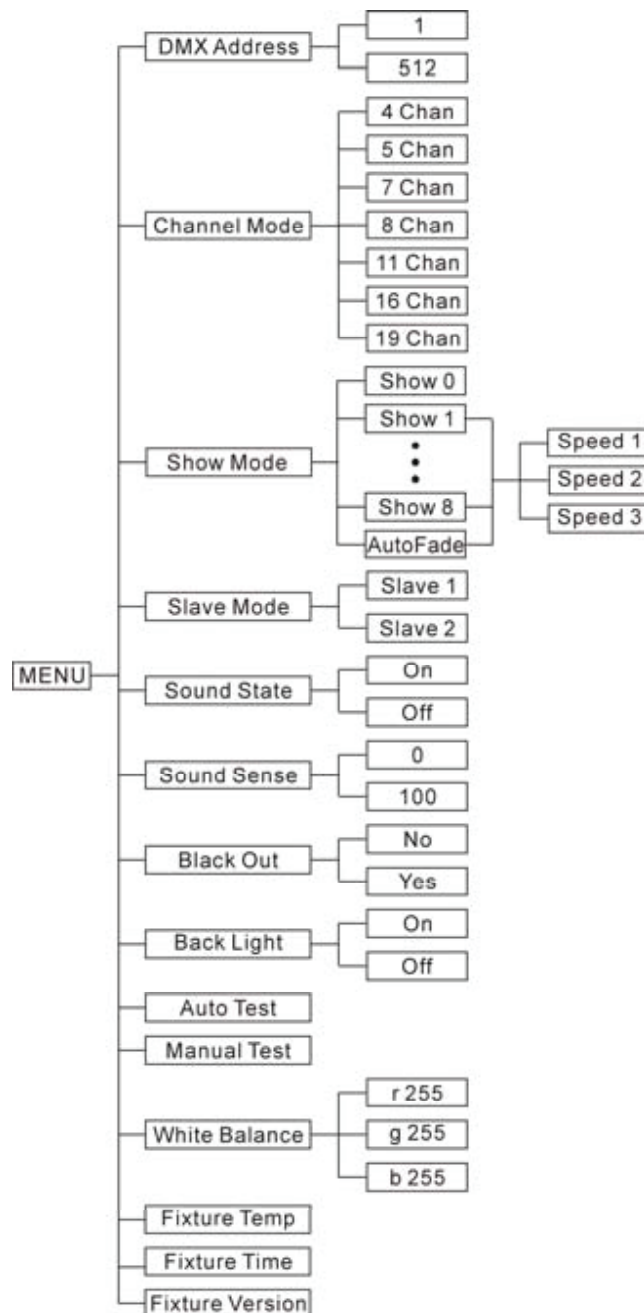 DMX Address
1
512
Channel Mode
4 Chan
5 Chan
7 Chan
8 Chan
11 Chan
16 Chan
19 Chan
Show Mode
Show 0
Show 1
Show 8
AutoFade
Speed 1
Speed 2
Speed 3
Slave Mode
Slave 1
Slave 2
MENU
Sound State
On
Off
Sound Sense
0
100
Black Out
No
Yes
Back Light
On
Off
Auto Test
Manual Test
White Balance
r 255
g 255
b 255
Fixture Temp
Fixture Time
Fixture Version